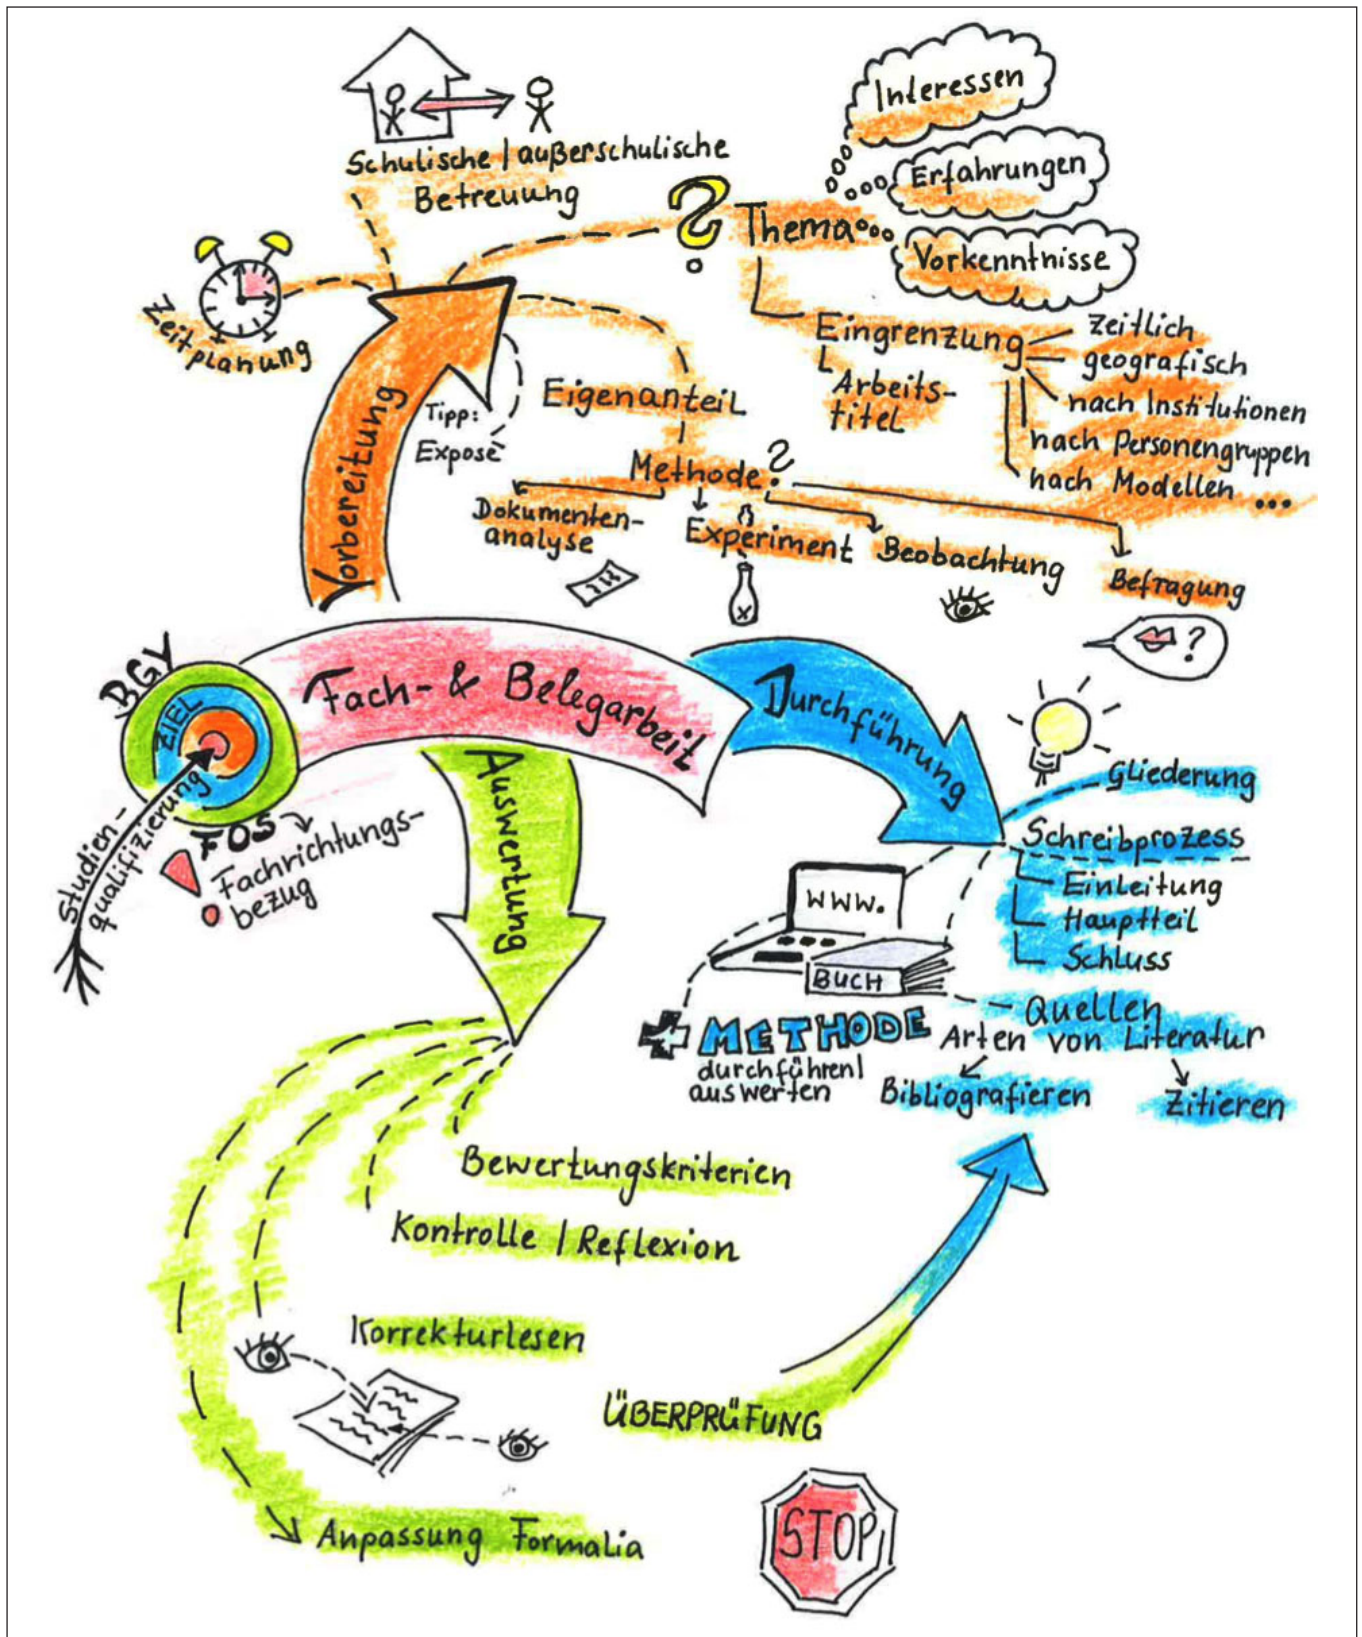 Schulische / außerschulische
Betreuung
Zeitplanung
? Thema
Interessen
Erfahrungen
Vorkenntnisse
Eingrenzung
Arbeits-
titel
zeitlich
geografisch
nach Institutionen
nach Personengruppen
nach Modellen ...
Vorbereitung
Tipp:
Exposé
Eigenanteil
Methode?
Dokumenten-
analyse
Experiment
Beobachtung
Befragung
X
?
BGY
ZIEL
FOS
Studien-
qualifizierung
Fachrichtungs-
bezug
Fach- & Belegarbeit
Durchführung
Gliederung
Schreibprozess
Einleitung
Hauptteil
Schluss
WWW.
BUCH
Quellen
Arten von Literatur
Bibliografieren
Zitieren
METHODE
durchführen/
auswerten
Auswertung
Bewertungskriterien
Kontrolle / Reflexion
Korrekturlesen
ÜBERPRÜFUNG
Anpassung Formalia
STOP